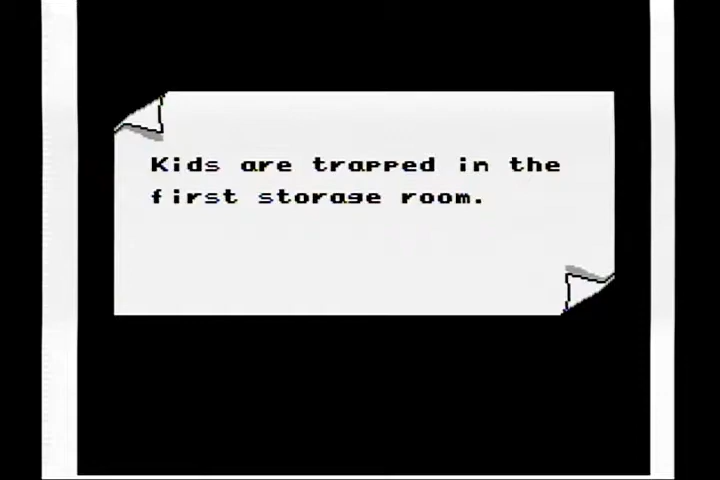 Kids are trapped in the
first storage room.